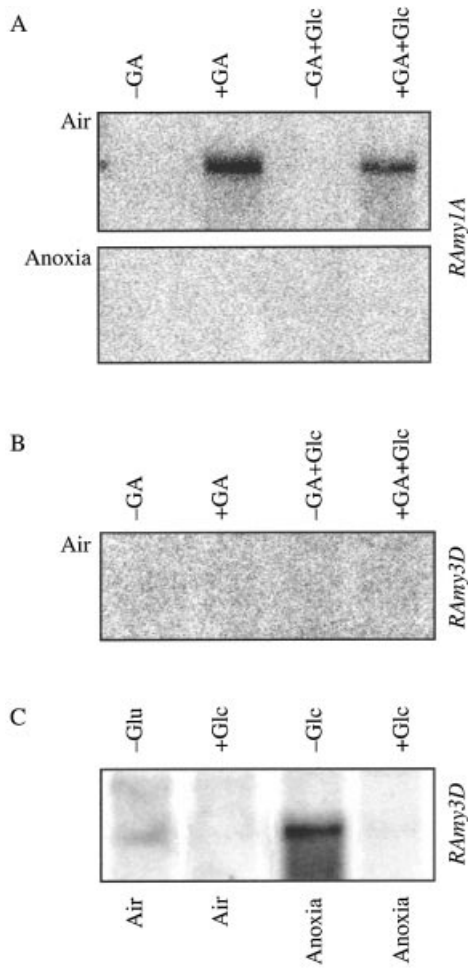 A
–GA
+GA
–GA+Glc
+GA+Glc
Air
RAmy1A
Anoxia
B
–GA
+GA
–GA+Glc
+GA+Glc
Air
RAmy3D
C
–Glu
+Glc
–Glc
+Glc
RAmy3D
Air
Air
Anoxia
Anoxia